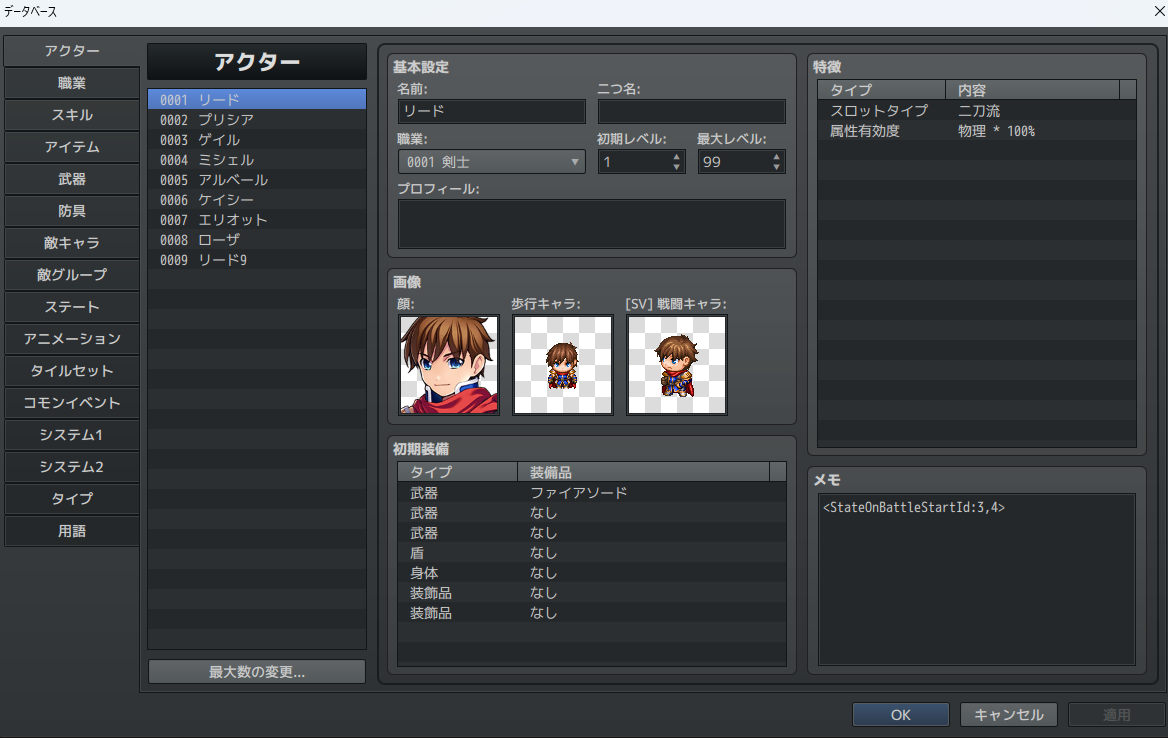 データベース
アクター
職業
スキル
アイテム
武器
防具
敵キャラ
敵グループ
ステート
アニメーション
タイルセット
コモンイベント
システム1
システム2
タイプ
用語
アクター
0001 リード
0002 プリシア
0003 ゲイル
0004 ミシェル
0005 アルベール
0006 ケイシー
0007 エリオット
0008 ローザ
0009 リード9
最大数の変更...
基本設定
名前: 二つ名:
リード
職業: 初期レベル: 最大レベル:
0001 剣士 1 99
プロフィール:
画像
顔: 歩行キャラ: [SV] 戦闘キャラ:
初期装備
タイプ 装備品
武器 ファイアソード
武器 なし
武器 なし
盾 なし
身体 なし
装飾品 なし
装飾品 なし
特徴
タイプ 内容
スロットタイプ 二刀流
属性有効度 物理 * 100%
メモ
<StateOnBattleStartId:3,4>
OK キャンセル 適用